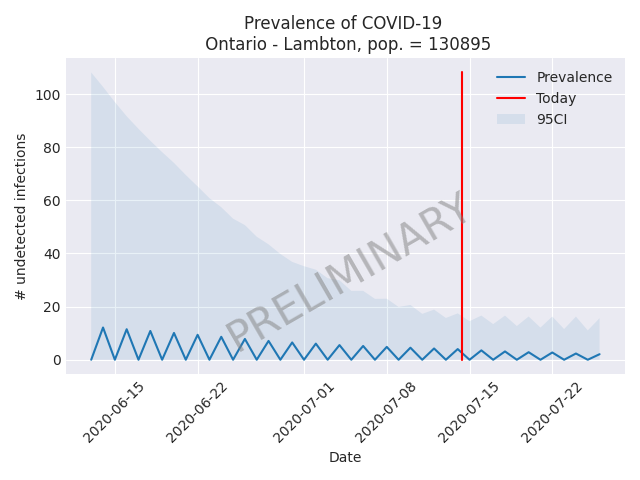 Prevalence of COVID-19
Ontario - Lambton, pop. = 130895
Prevalence
Today
95CI
100
80
60
40
20
0
# undetected infections
PRELIMINARY
2020-06-15
2020-06-22
2020-07-01
2020-07-08
2020-07-15
2020-07-22
Date